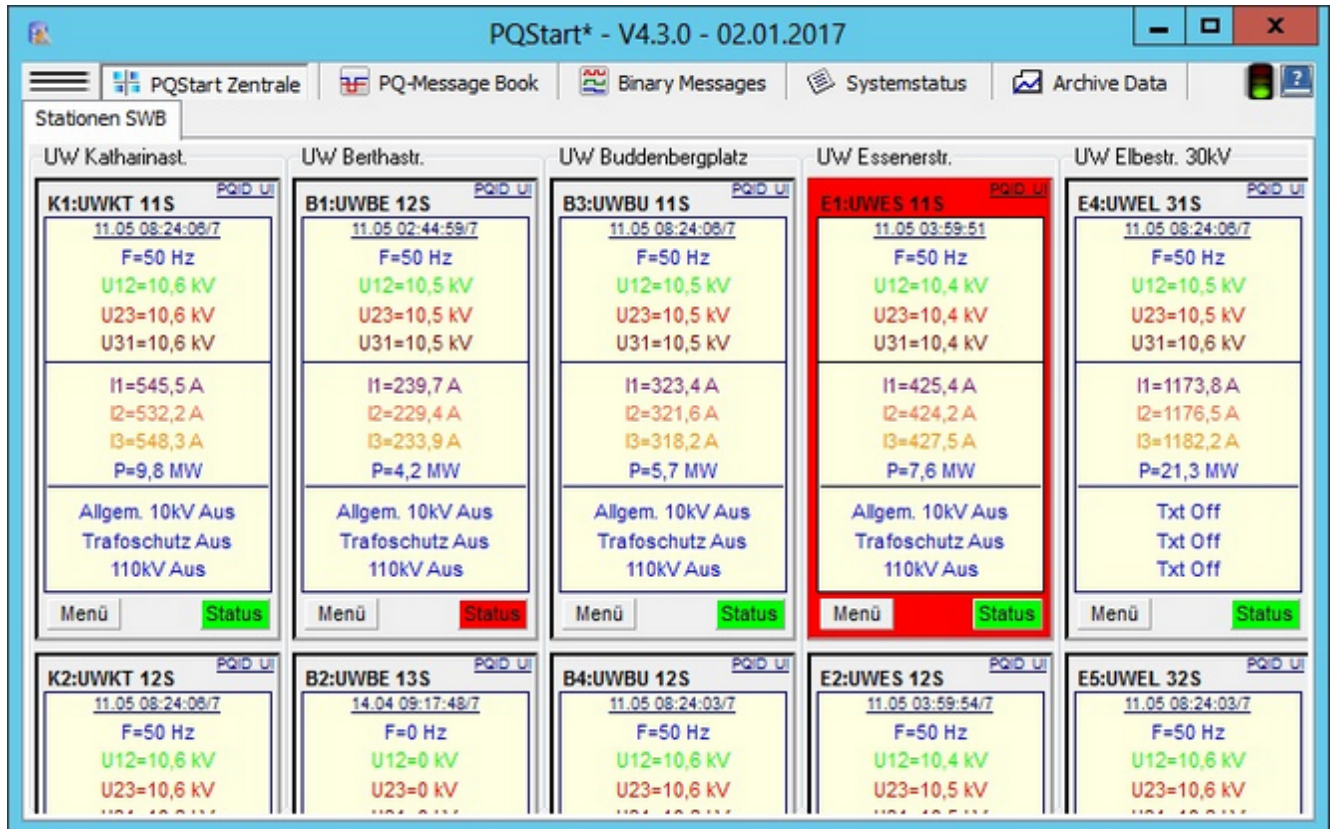 PQStart* - V4.3.0 - 02.01.2017
PQStart Zentrale PQ-Message Book Binary Messages Systemstatus Archive Data ?
Stationen SWB
UW Katharinast.
K1:UWKT 11S PQID UI
11.05 08:24:06/7
F=50 Hz
U12=10,6 kV
U23=10,6 kV
U31=10,6 kV
I1=545,5 A
I2=532,2 A
I3=548,3 A
P=9,8 MW
Allgem. 10kV Aus
Trafoschutz Aus
110kV Aus
Menü Status
K2:UWKT 12S PQID UI
11.05 08:24:06/7
F=50 Hz
U12=10,6 kV
U23=10,6 kV
UW Berthastr.
B1:UWBE 12S PQID UI
11.05 02:44:59/7
F=50 Hz
U12=10,5 kV
U23=10,5 kV
U31=10,5 kV
I1=239,7 A
I2=229,4 A
I3=233,9 A
P=4,2 MW
Allgem. 10kV Aus
Trafoschutz Aus
110kV Aus
Menü Status
B2:UWBE 13S PQID UI
14.04 09:17:48/7
F=0 Hz
U12=0 kV
U23=0 kV
UW Buddenbergplatz
B3:UWBU 11S PQID UI
11.05 08:24:06/7
F=50 Hz
U12=10,5 kV
U23=10,5 kV
U31=10,5 kV
I1=323,4 A
I2=321,6 A
I3=318,2 A
P=5,7 MW
Allgem. 10kV Aus
Trafoschutz Aus
110kV Aus
Menü Status
B4:UWBU 12S PQID UI
11.05 08:24:03/7
F=50 Hz
U12=10,6 kV
U23=10,6 kV
UW Essenerstr.
E1:UWES 11S PQID UI
11.05 03:59:51
F=50 Hz
U12=10,4 kV
U23=10,4 kV
U31=10,4 kV
I1=425,4 A
I2=424,2 A
I3=427,5 A
P=7,6 MW
Allgem. 10kV Aus
Trafoschutz Aus
110kV Aus
Menü Status
E2:UWES 12S PQID UI
11.05 03:59:54/7
F=50 Hz
U12=10,4 kV
U23=10,5 kV
UW Elbestr. 30kV
E4:UWEL 31S PQID UI
11.05 08:24:06/7
F=50 Hz
U12=10,5 kV
U23=10,5 kV
U31=10,6 kV
I1=1173,8 A
I2=1176,5 A
I3=1182,2 A
P=21,3 MW
Txt Off
Txt Off
Txt Off
Menü Status
E5:UWEL 32S PQID UI
11.05 08:24:03/7
F=50 Hz
U12=10,6 kV
U23=10,6 kV